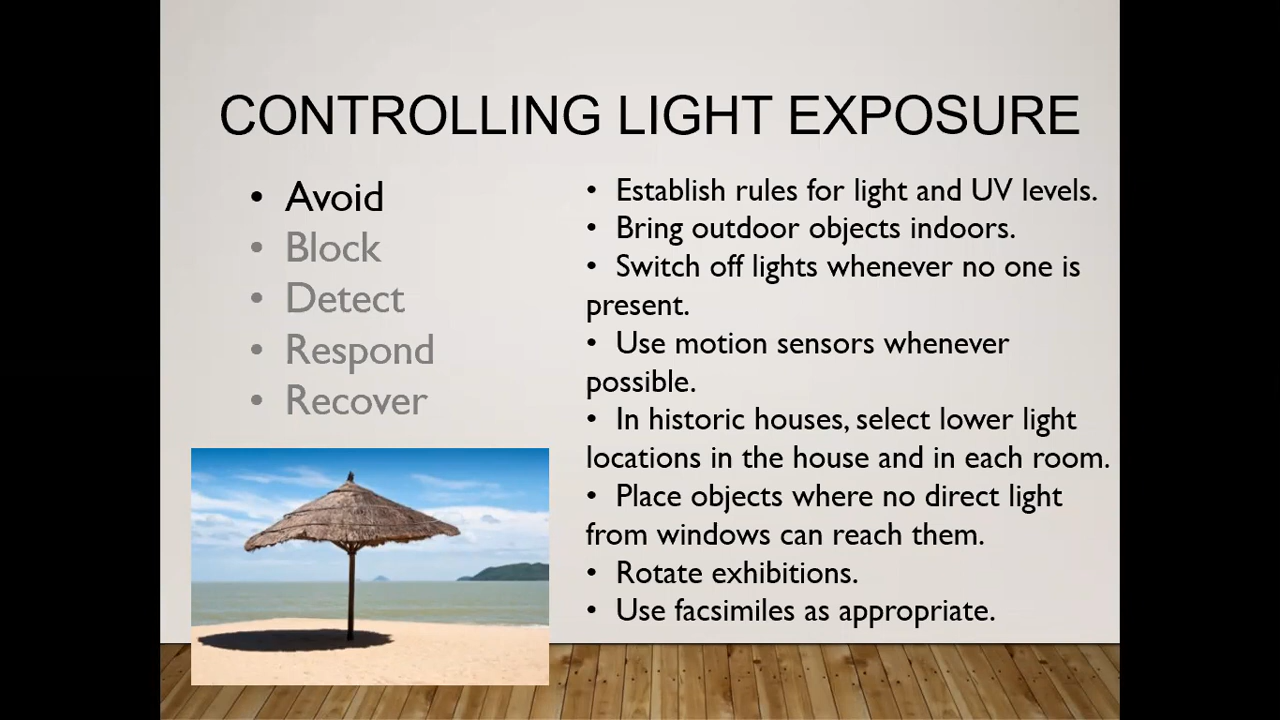 CONTROLLING LIGHT EXPOSURE
• Avoid
• Block
• Detect
• Respond
• Recover
• Establish rules for light and UV levels.
• Bring outdoor objects indoors.
• Switch off lights whenever no one is
present.
• Use motion sensors whenever
possible.
• In historic houses, select lower light
locations in the house and in each room.
• Place objects where no direct light
from windows can reach them.
• Rotate exhibitions.
• Use facsimiles as appropriate.